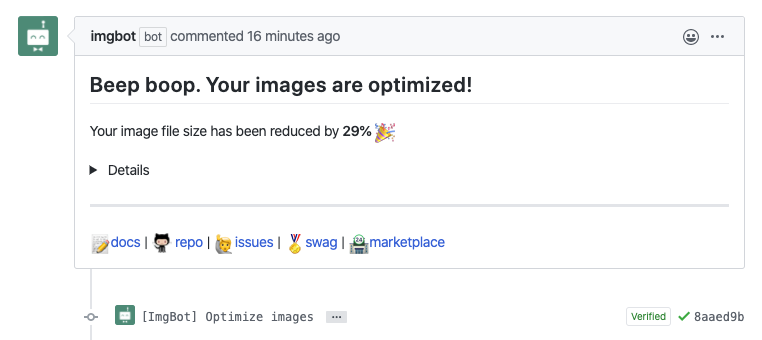 imgbot bot commented 16 minutes ago
Beep boop. Your images are optimized!
Your image file size has been reduced by 29% 🎉
Details
docs | repo | issues | swag | marketplace
[ImgBot] Optimize images ... Verified 8aaed9b